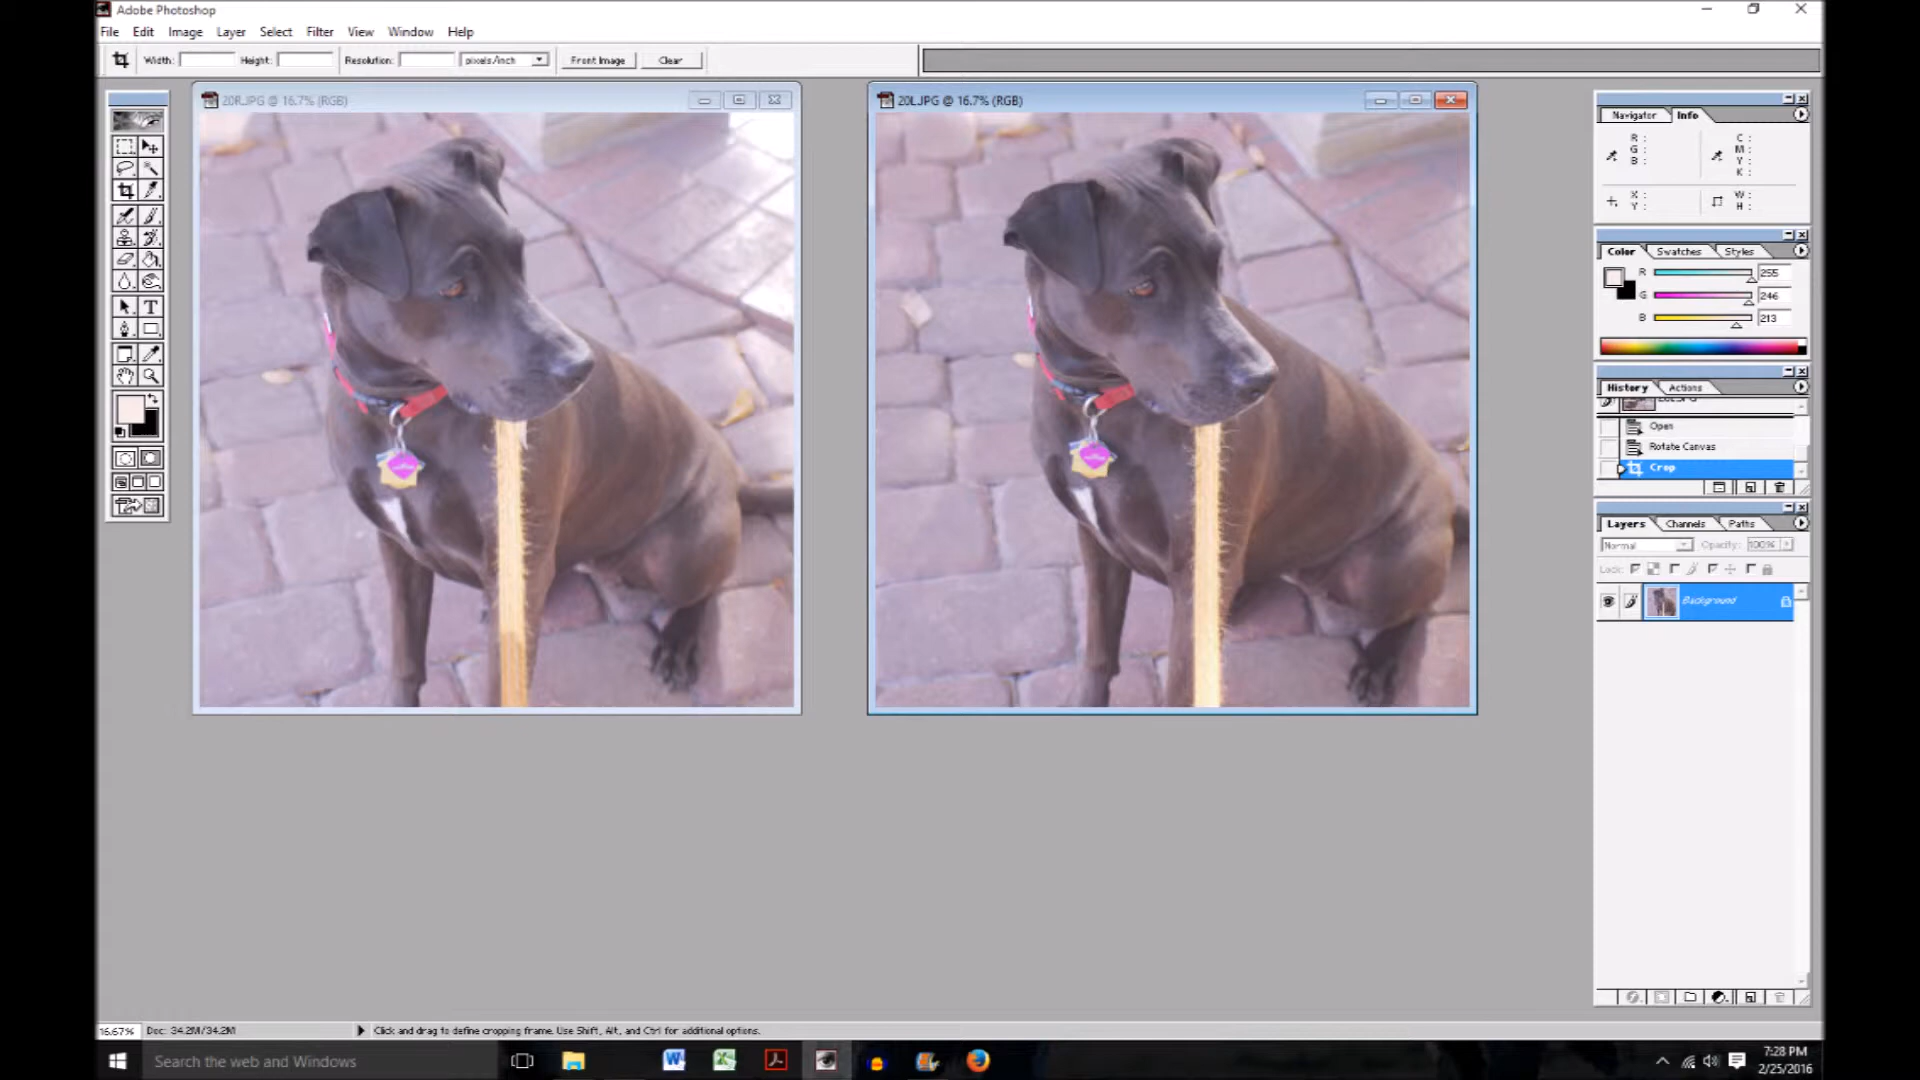 Adobe Photoshop
File Edit Image Layer Select Filter View Window Help
Width: Height: Resolution: pixels/inch Front Image Clear
20R.JPG @ 16.7% (RGB)
20L.JPG @ 16.7% (RGB)
Navigator Info
R: C:
G: M:
B: Y:
K:
X: W:
Y: H:
Color Swatches Styles
R 255
G 246
B 213
History Actions
Open
Rotate Canvas
Crop
Layers Channels Paths
Normal Opacity: 100%
Lock:
Background
T
16.67% Doc: 34.2M/34.2M Click and drag to define cropping frame. Use Shift, Alt, and Ctrl for additional options.
Search the web and Windows
7:28 PM
2/25/2016